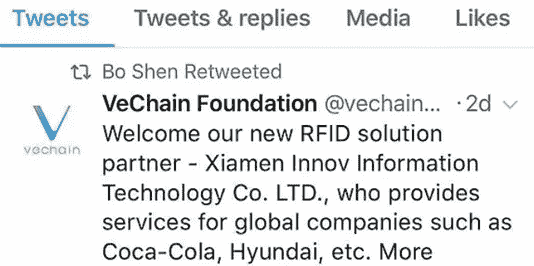 Tweets Tweets & replies Media Likes
Bo Shen Retweeted
VeChain Foundation @vechain... · 2d
vechain
Welcome our new RFID solution
partner - Xiamen Innov Information
Technology Co. LTD., who provides
services for global companies such as
Coca-Cola, Hyundai, etc. More